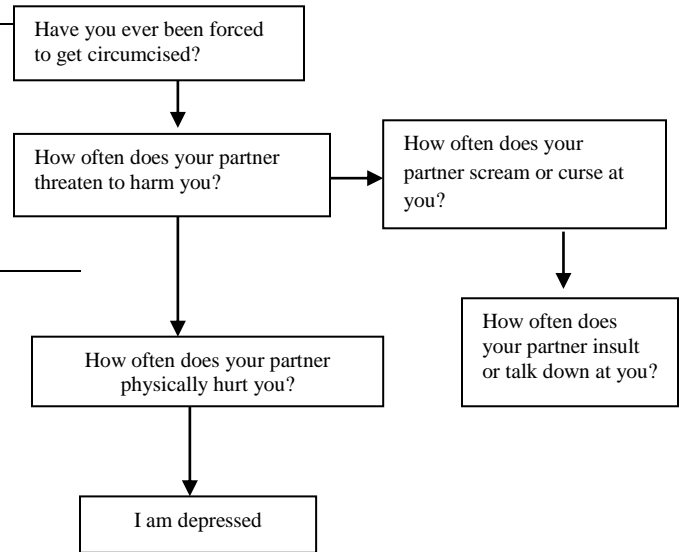 Have you ever been forced
to get circumcised?
How often does your partner
threaten to harm you?
How often does your
partner scream or curse at
you?
How often does your partner
physically hurt you?
How often does
your partner insult
or talk down at you?
I am depressed